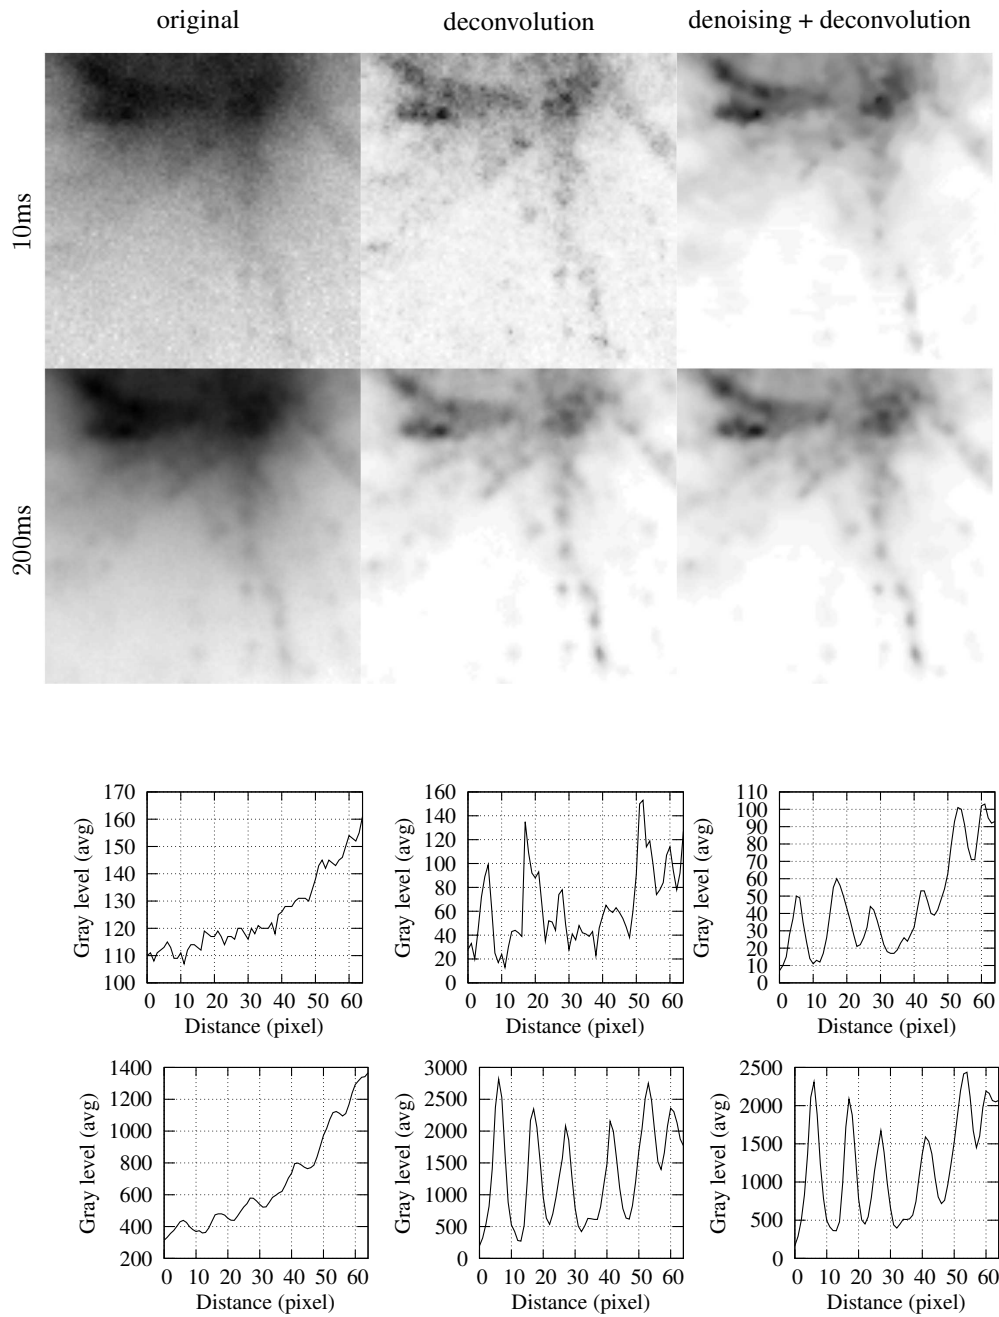 original deconvolution denoising + deconvolution
10ms
200ms
170
160
150
140
130
120
110
100
0 10 20 30 40 50 60
Gray level (avg)
Distance (pixel)
160
140
120
100
80
60
40
20
0
0 10 20 30 40 50 60
Gray level (avg)
Distance (pixel)
110
100
90
80
70
60
50
40
30
20
10
0
0 10 20 30 40 50 60
Gray level (avg)
Distance (pixel)
1400
1200
1000
800
600
400
200
0 10 20 30 40 50 60
Gray level (avg)
Distance (pixel)
3000
2500
2000
1500
1000
500
0
0 10 20 30 40 50 60
Gray level (avg)
Distance (pixel)
2500
2000
1500
1000
500
0
0 10 20 30 40 50 60
Gray level (avg)
Distance (pixel)